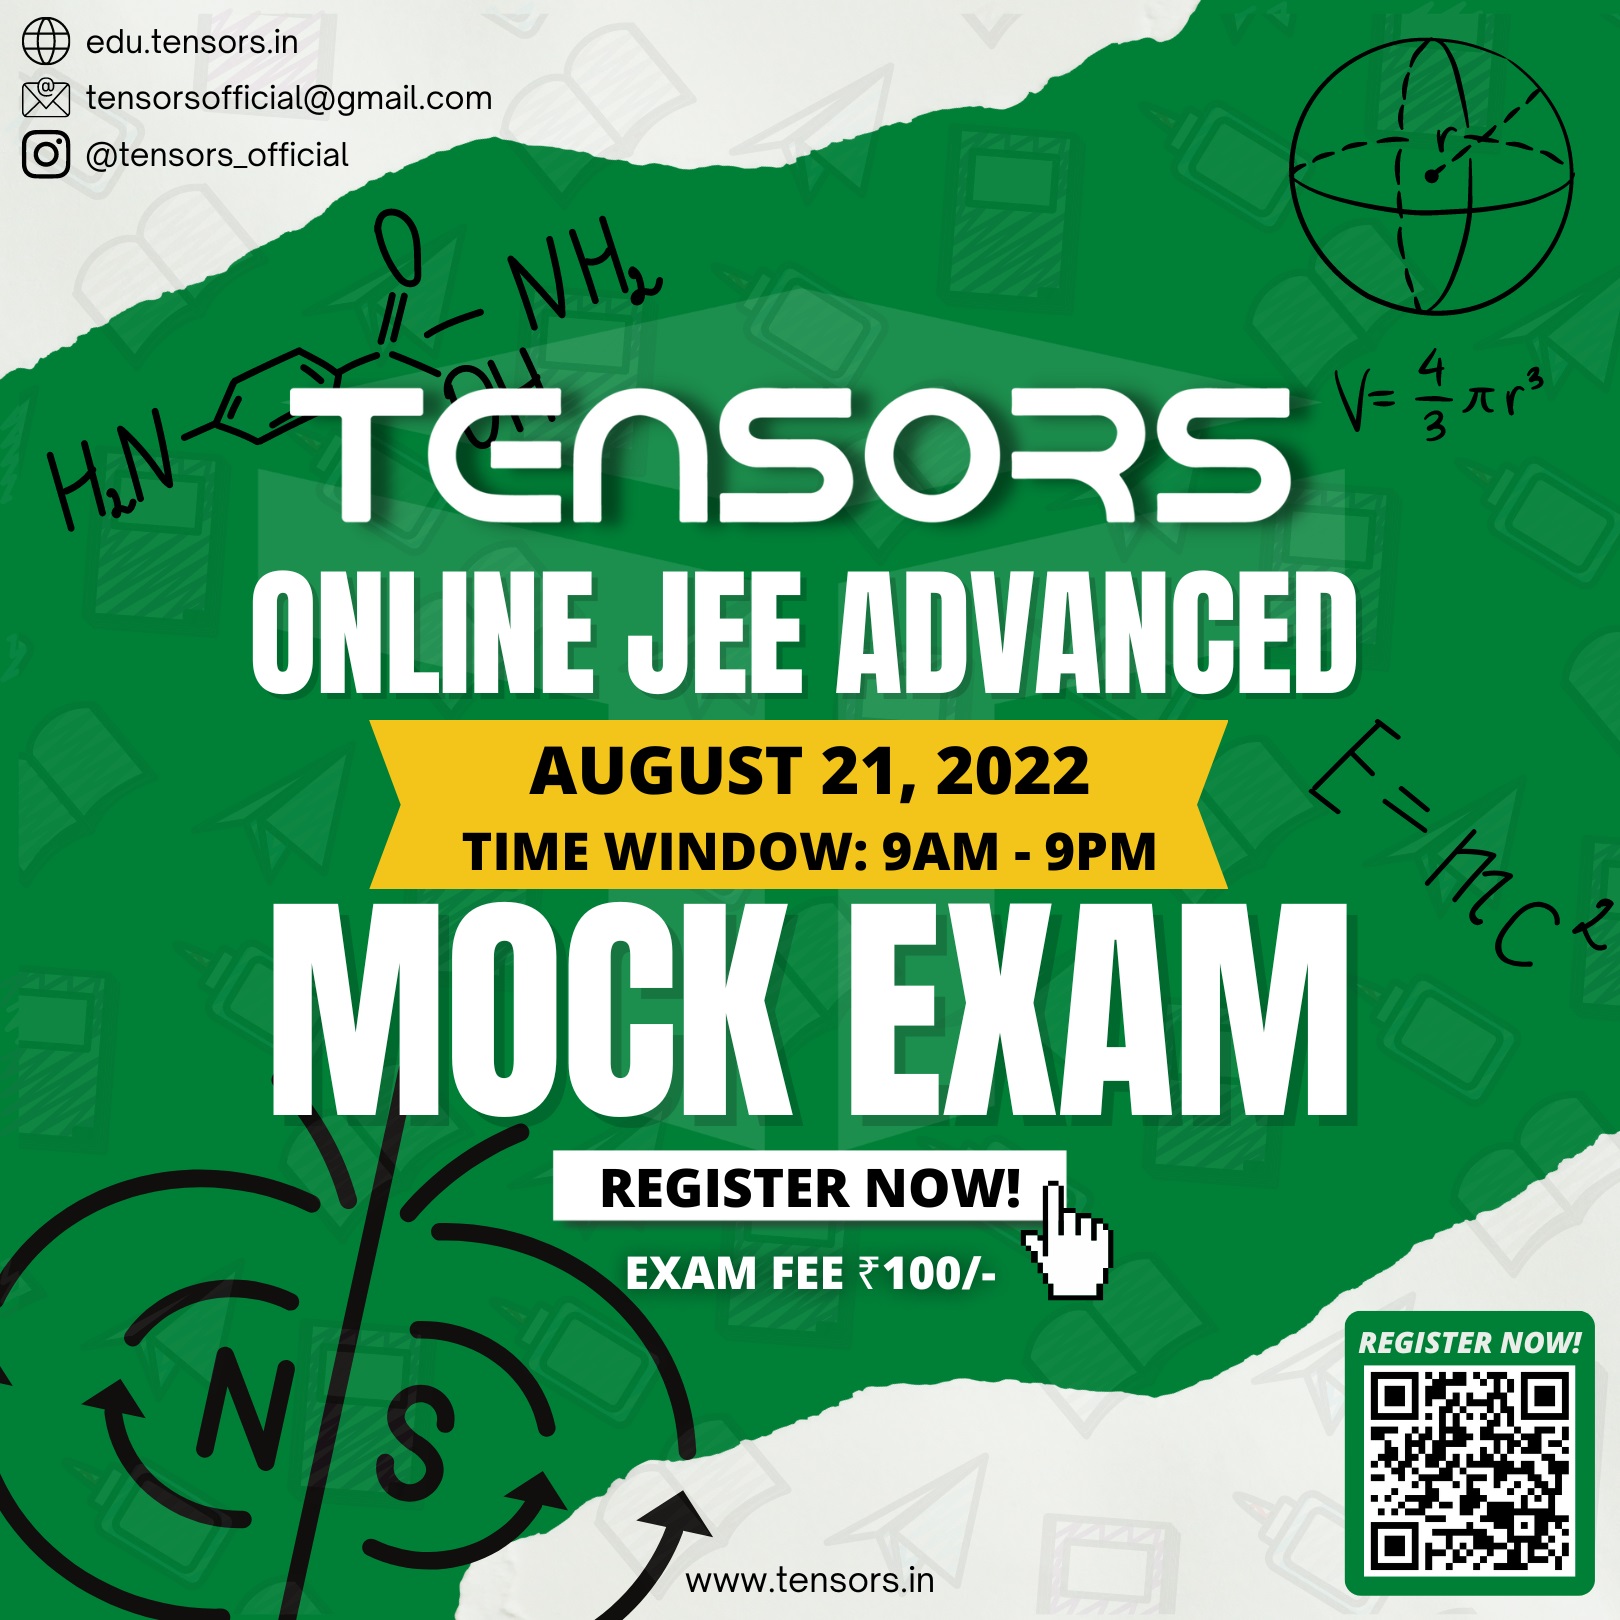 edu.tensors.in
tensorsofficial@gmail.com
@tensors_official
r
V= 4/3 πr³
O
NH₂
OH
H₂N
TENSORS
ONLINE JEE ADVANCED
AUGUST 21, 2022
TIME WINDOW: 9AM - 9PM
E=mc²
MOCK EXAM
REGISTER NOW!
EXAM FEE ₹100/-
N S
REGISTER NOW!
www.tensors.in